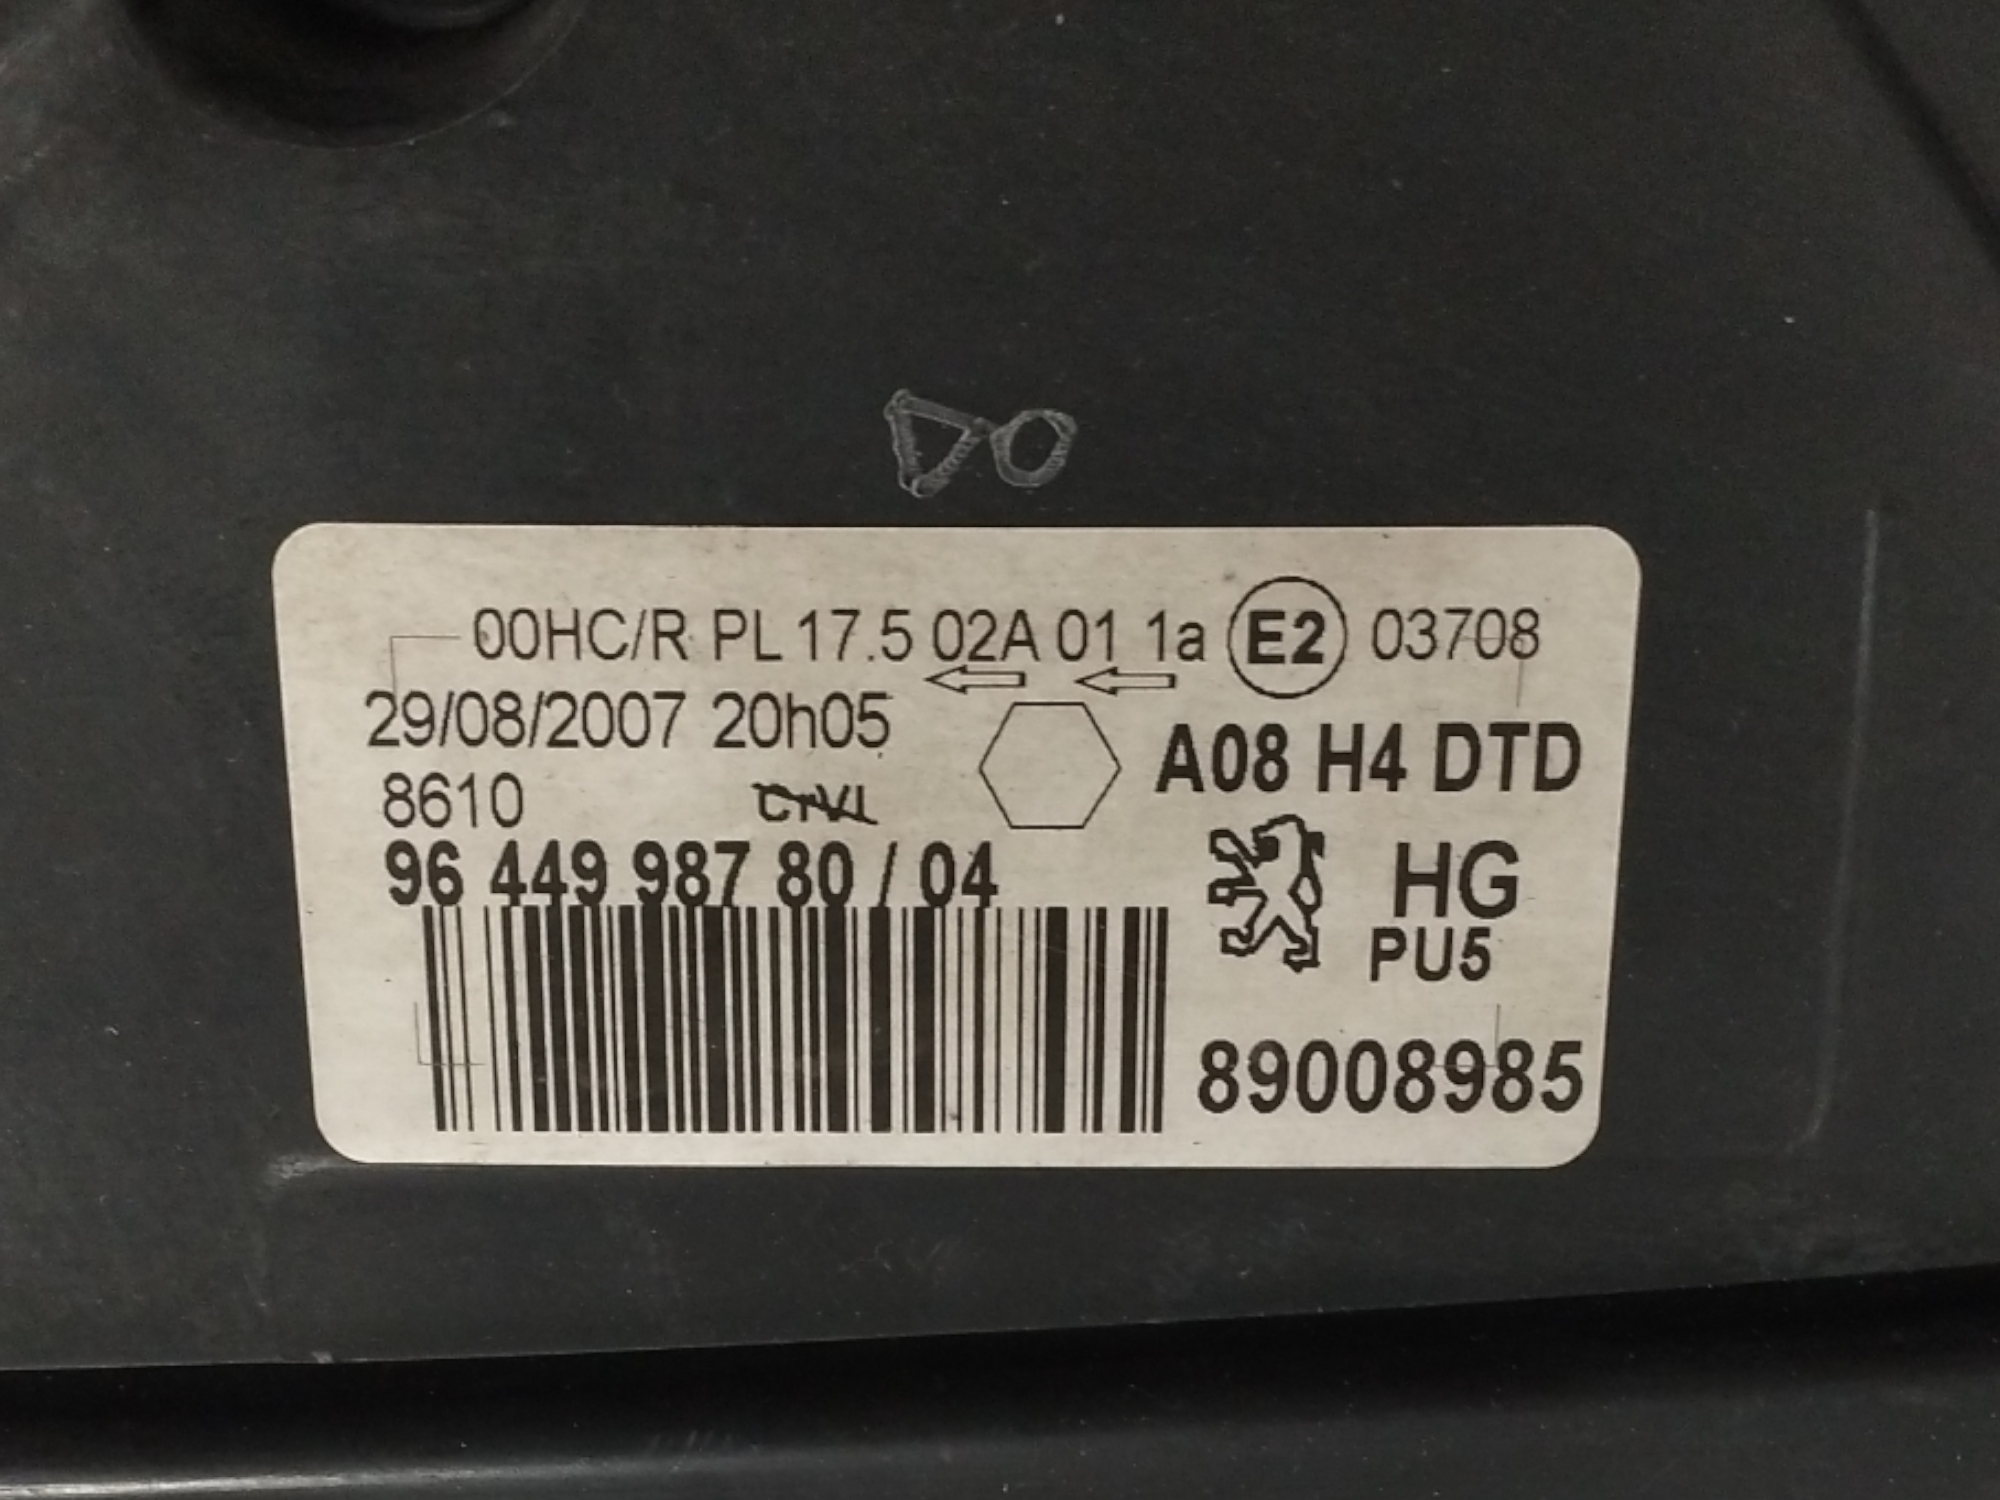 00HC/R PL 17.5 02A 01 1a E2 03708
29/08/2007 20h05
A08 H4 DTD
8610
96 449 987 80 / 04
HG
PU5
89008985